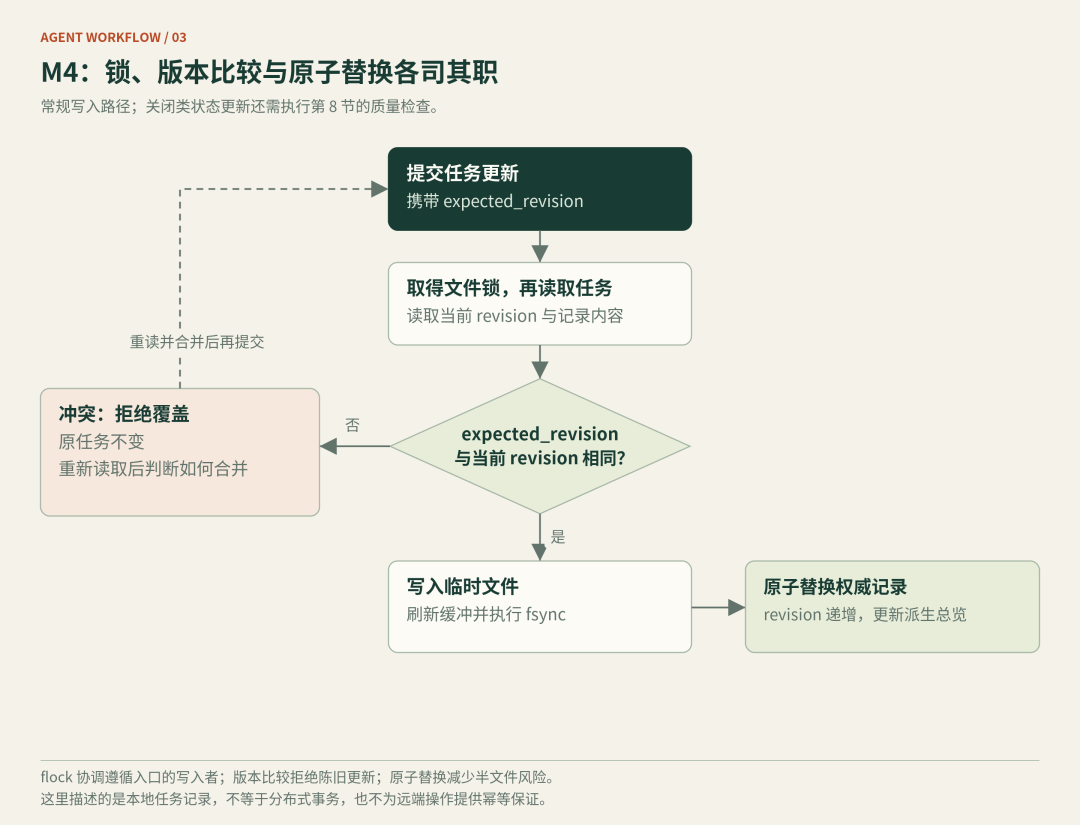 AGENT WORKFLOW / 03
M4：锁、版本比较与原子替换各司其职
常规写入路径；关闭类状态更新还需执行第 8 节的质量检查。
提交任务更新
携带 expected_revision
取得文件锁，再读取任务
读取当前 revision 与记录内容
重读并合并后再提交
冲突：拒绝覆盖
原任务不变
重新读取后判断如何合并
否
expected_revision
与当前 revision 相同？
是
写入临时文件
刷新缓冲并执行 fsync
原子替换权威记录
revision 递增，更新派生总览
flock 协调遵循入口的写入者；版本比较拒绝陈旧更新；原子替换减少半文件风险。
这里描述的是本地任务记录，不等于分布式事务，也不为远端操作提供幂等保证。